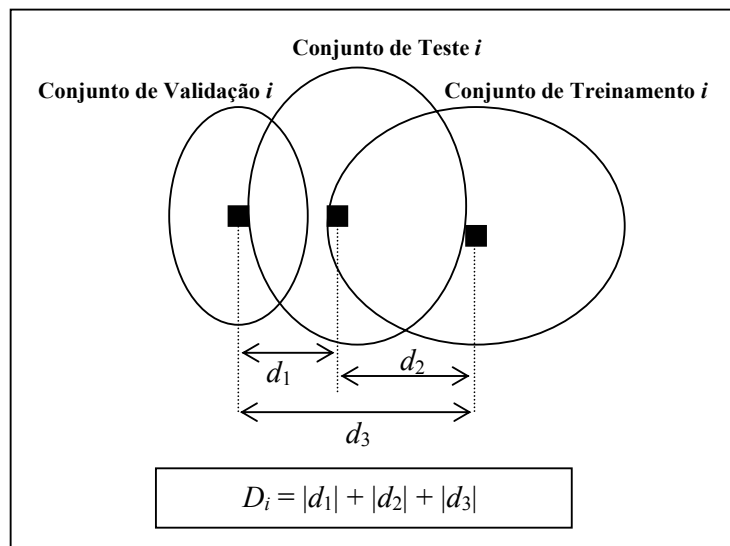 Conjunto de Teste i
Conjunto de Validação i
Conjunto de Treinamento i
d1
d2
d3
Di = |d1| + |d2| + |d3|